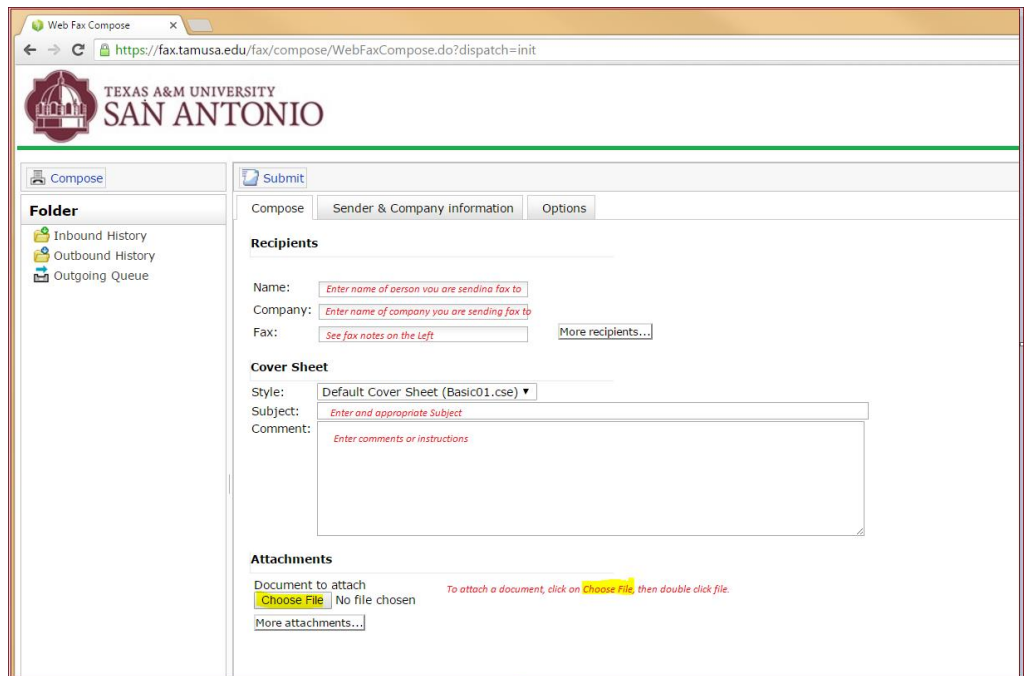 Web Fax Compose
https://fax.tamusa.edu/fax/compose/WebFaxCompose.do?dispatch=init
TEXAS A&M UNIVERSITY
SAN ANTONIO
Compose
Submit
Folder
Inbound History
Outbound History
Outgoing Queue
Compose Sender & Company information Options
Recipients
Name: Enter name of person you are sending fax to
Company: Enter name of company you are sending fax to
Fax: See fax notes on the Left More recipients...
Cover Sheet
Style: Default Cover Sheet (Basic01.cse)
Subject: Enter and appropriate Subject
Comment: Enter comments or instructions
Attachments
Document to attach
To attach a document, click on Choose File, then double click file.
Choose File No file chosen
More attachments...